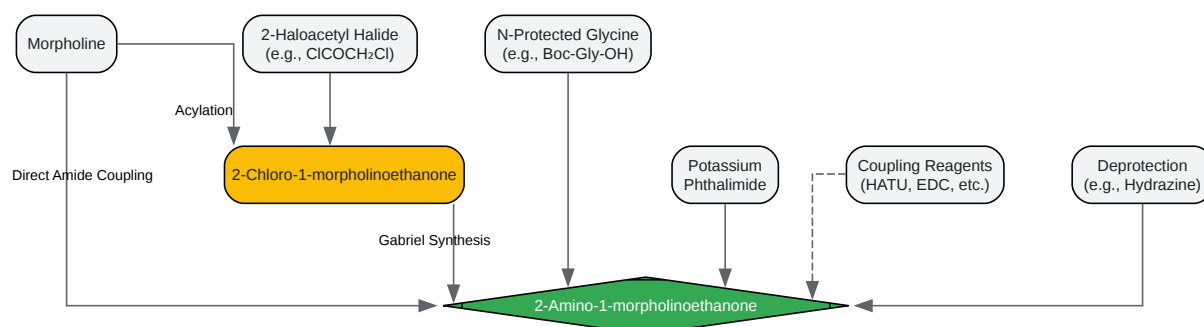 Morpholine
2-Haloacetyl Halide
(e.g., ClCOCH₂Cl)
N-Protected Glycine
(e.g., Boc-Gly-OH)
Acylation
Direct Amide Coupling
2-Chloro-1-morpholinoethanone
Potassium
Phthalimide
Coupling Reagents
(HATU, EDC, etc.)
Deprotection
(e.g., Hydrazine)
Gabriel Synthesis
2-Amino-1-morpholinoethanone